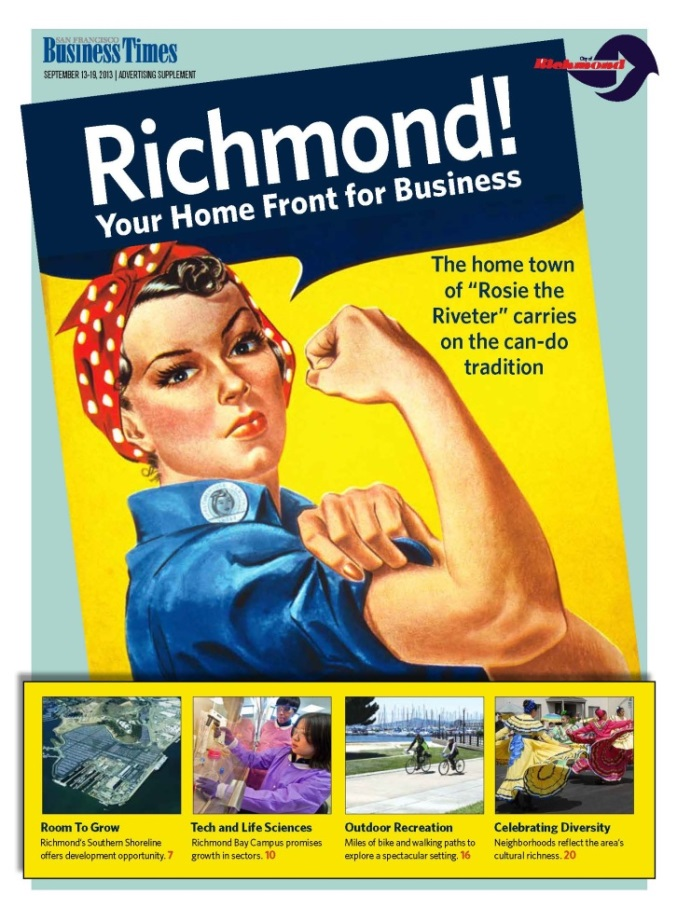 SAN FRANCISCO
Business Times
SEPTEMBER 13-19, 2013 | ADVERTISING SUPPLEMENT
City of
Richmond
Richmond!
Your Home Front for Business
The home town
of “Rosie the
Riveter” carries
on the can-do
tradition
Room To Grow
Richmond's Southern Shoreline
offers development opportunity. 7
Tech and Life Sciences
Richmond Bay Campus promises
growth in sectors. 10
Outdoor Recreation
Miles of bike and walking paths to
explore a spectacular setting. 16
Celebrating Diversity
Neighborhoods reflect the area's
cultural richness. 20